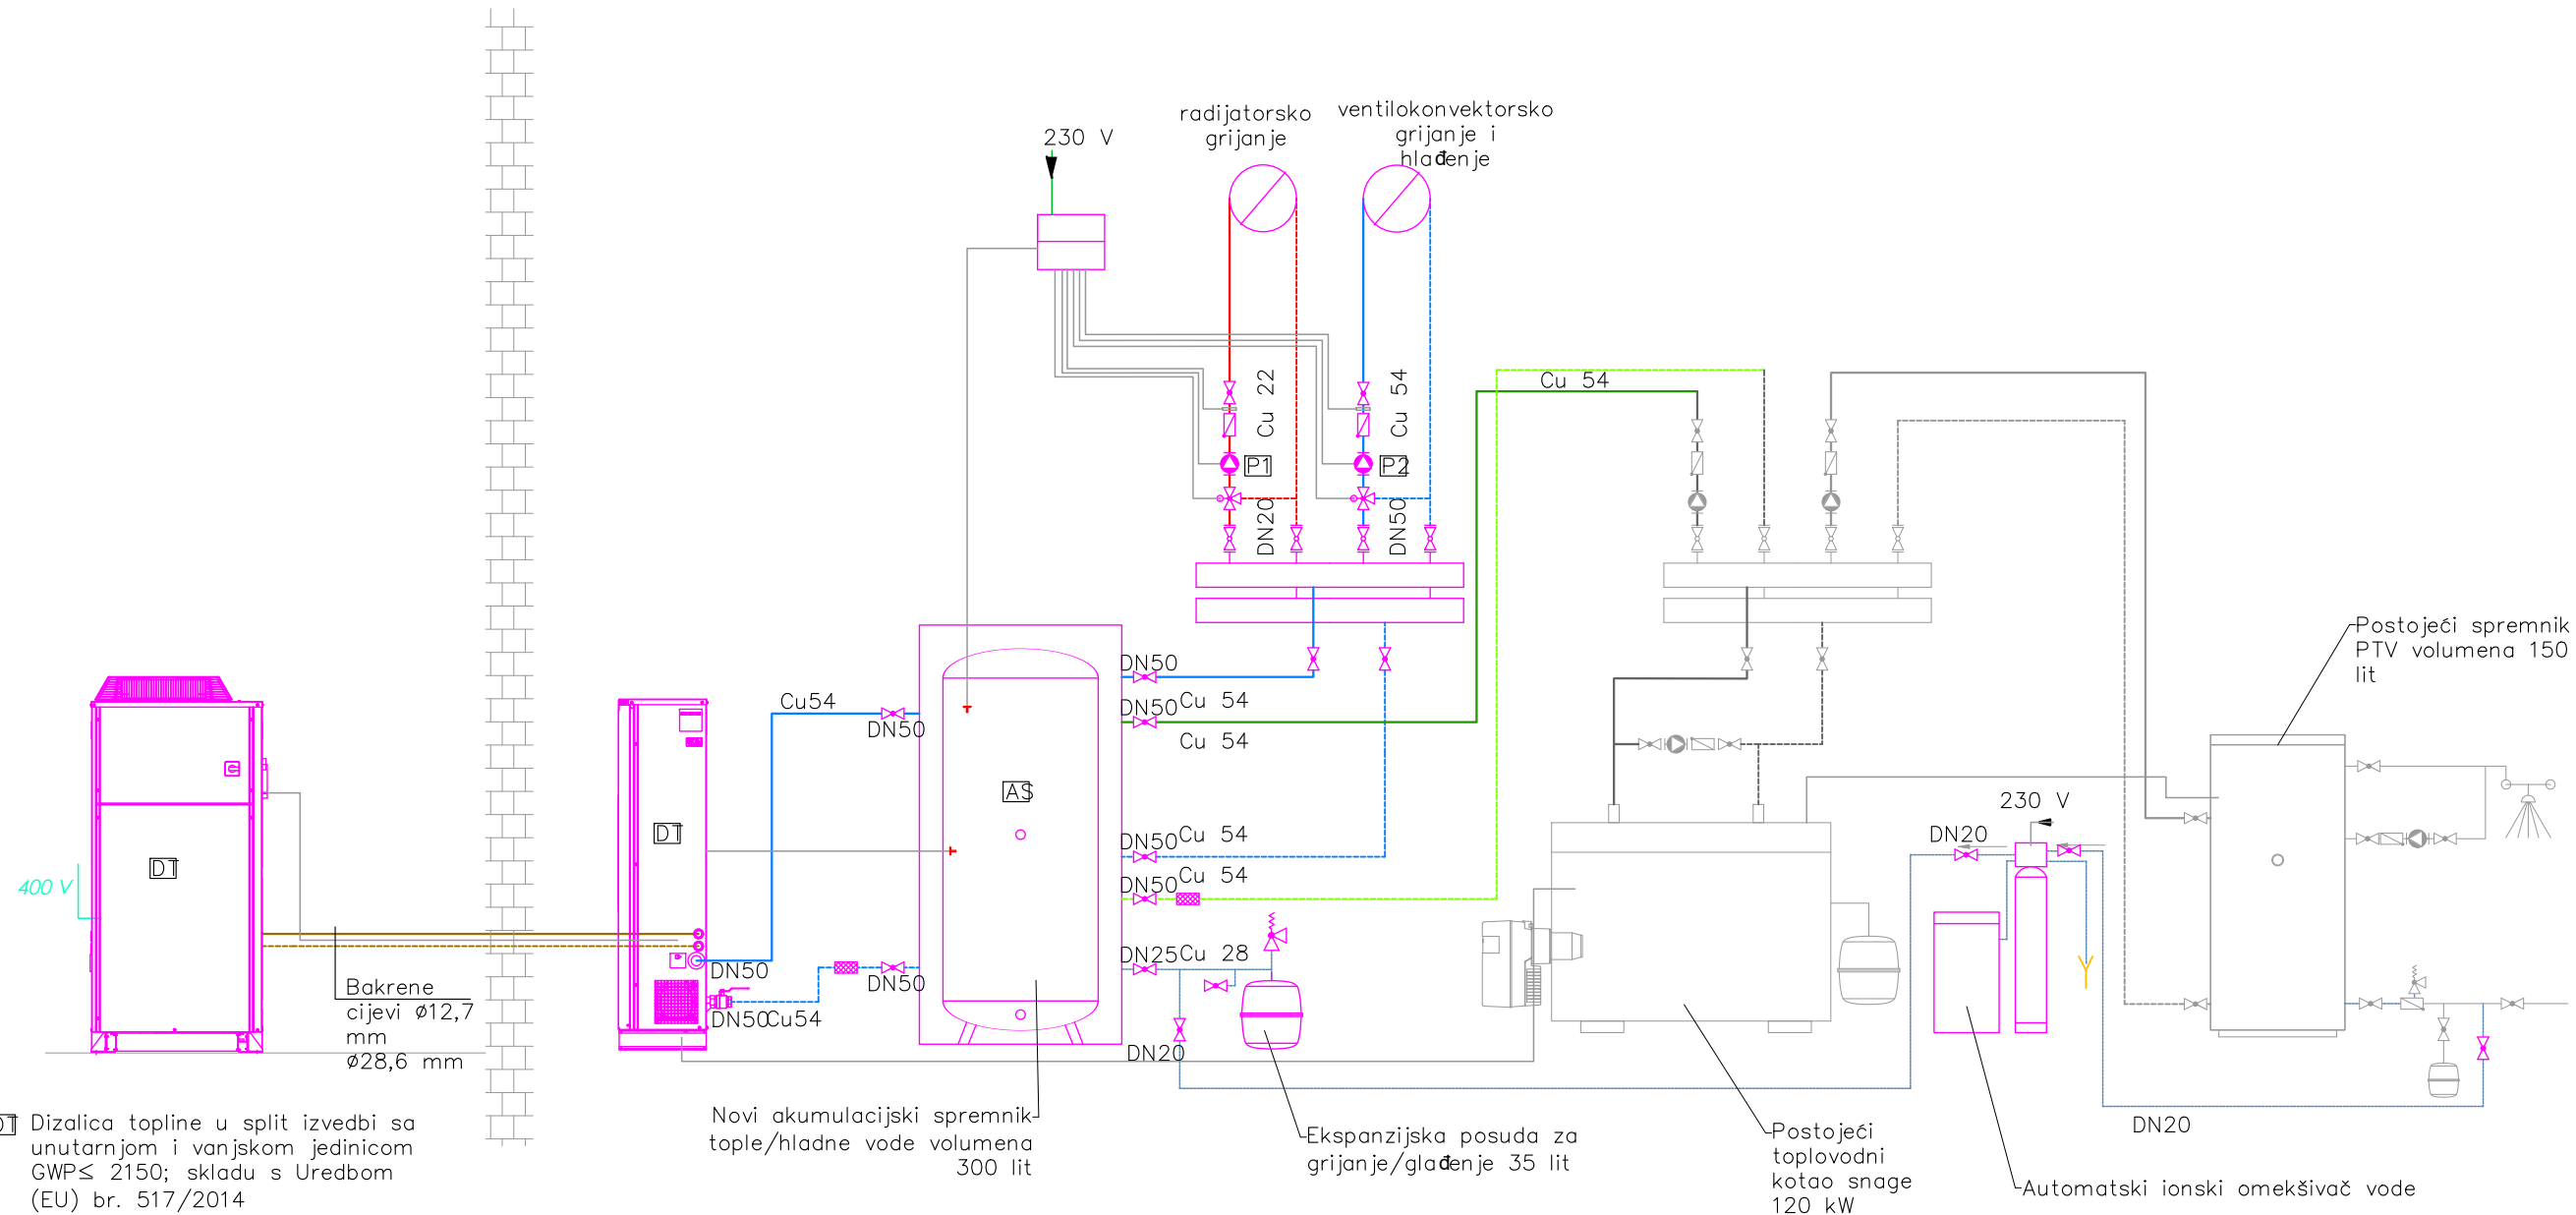 230 V
radijatorsko
grijanje
ventilokonvektorsko
grijanje i
hlađenje
Cu 22
Cu 54
P1
P2
DN20
DN50
Cu 54
Postojeći spremnik
PTV volumena 150
lit
DN50
Cu 54
DN50
Cu 54
Cu54
DN50
AS
DT
DT
400 V
230 V
DN20
DN50
Cu 54
DN50
Cu 54
DN25
Cu 28
DN50
DN50
DN50
Cu54
DN20
Bakrene
cijevi ø12,7
mm
ø28,6 mm
DT
Dizalica topline u split izvedbi sa
unutarnjom i vanjskom jedinicom
GWP≤ 2150; skladu s Uredbom
(EU) br. 517/2014
Novi akumulacijski spremnik
tople/hladne vode volumena
300 lit
Ekspanzijska posuda za
grijanje/glađenje 35 lit
Postojeći
toplovodni
kotao snage
120 kW
DN20
Automatski ionski omekšivač vode